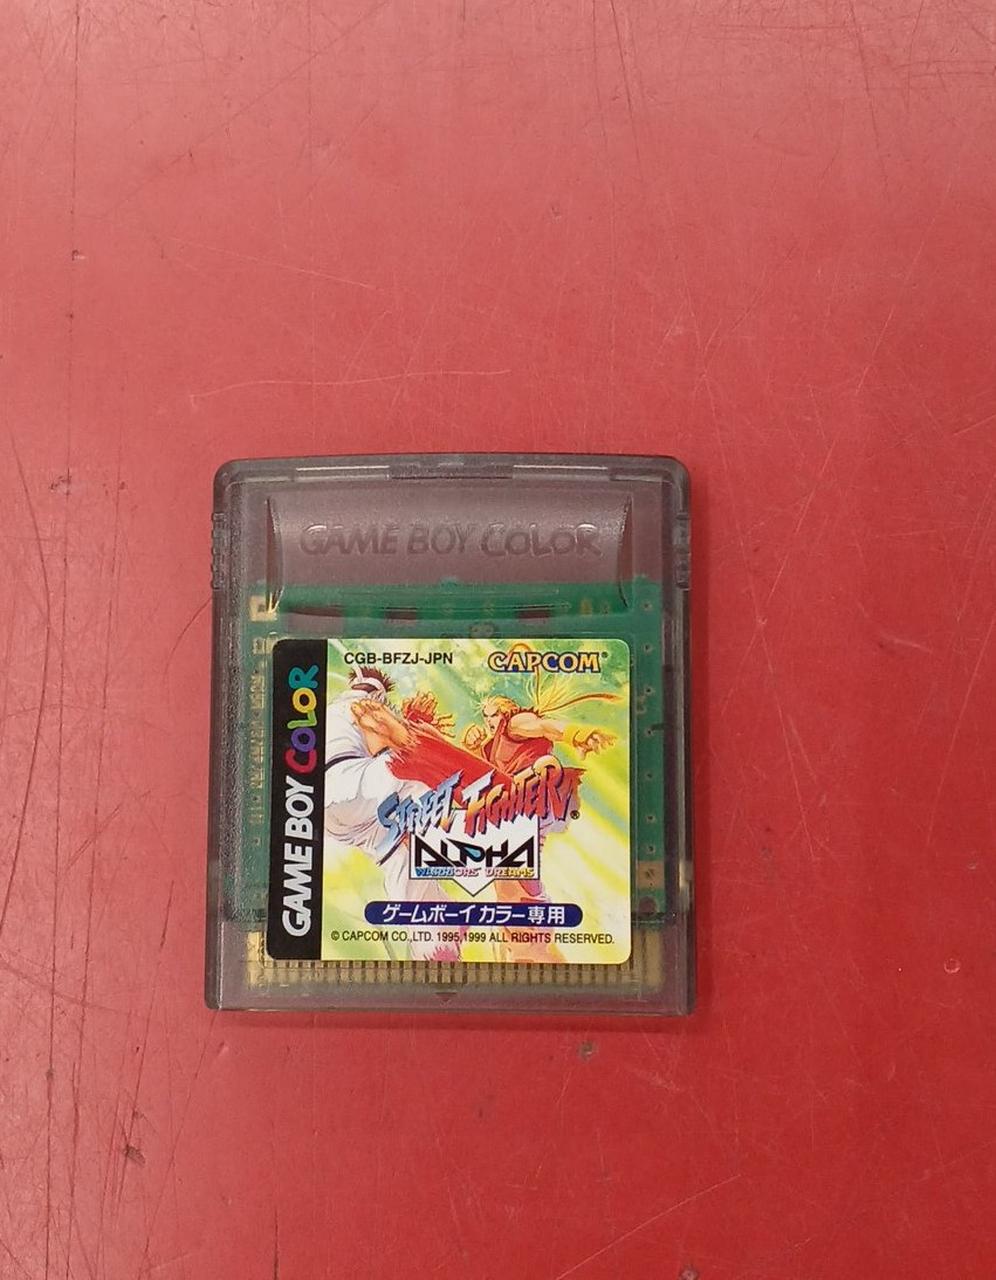 GAME BOY COLOR
GAME BOY COLOR
CGB-BFZJ-JPN
CAPCOM®
STREET FIGHTER®
ALPHA
WARRIORS' DREAMS
ゲームボーイ カラー専用
© CAPCOM CO.,LTD. 1995,1999 ALL RIGHTS RESERVED.